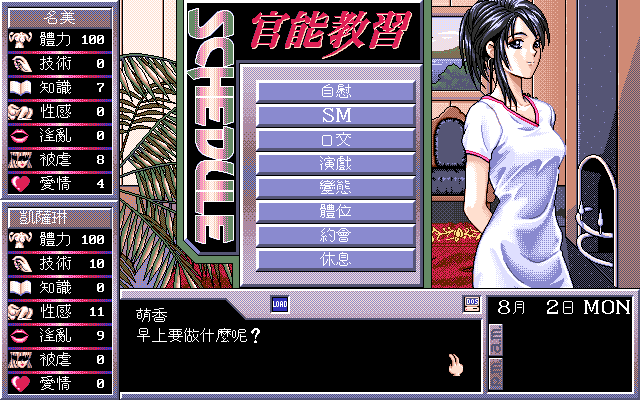 名美
體力 100
技術 0
知識 7
性感 0
淫亂 0
被虐 8
愛情 4
凱薩琳
體力 100
技術 10
知識 0
性感 11
淫亂 9
被虐 0
愛情 0
SCHEDULE
官能教習
自慰
SM
口交
演戲
變態
體位
約會
休息
LOAD
DOS
萌香
早上要做什麼呢?
8月 2日 MON
a.m
p.m